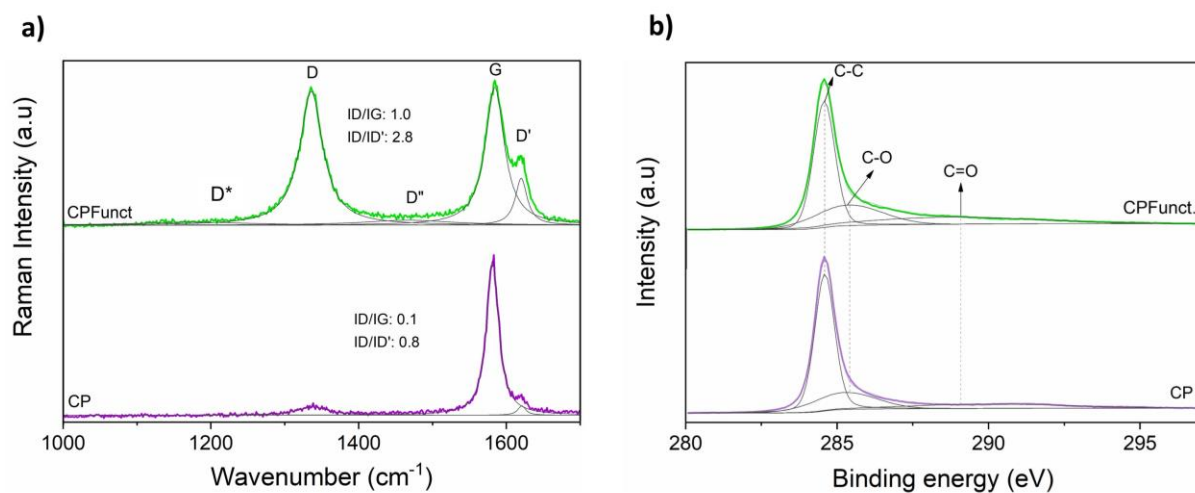 a)
D
G
ID/IG: 1.0
ID/ID': 2.8
D'
D*
D"
CPFunct
ID/IG: 0.1
ID/ID': 0.8
CP
Raman Intensity (a.u)
1000 1200 1400 1600
Wavenumber (cm⁻¹)
b)
C-C
C-O
C=O
CPFunct.
CP
Intensity (a.u)
280 285 290 295
Binding energy (eV)